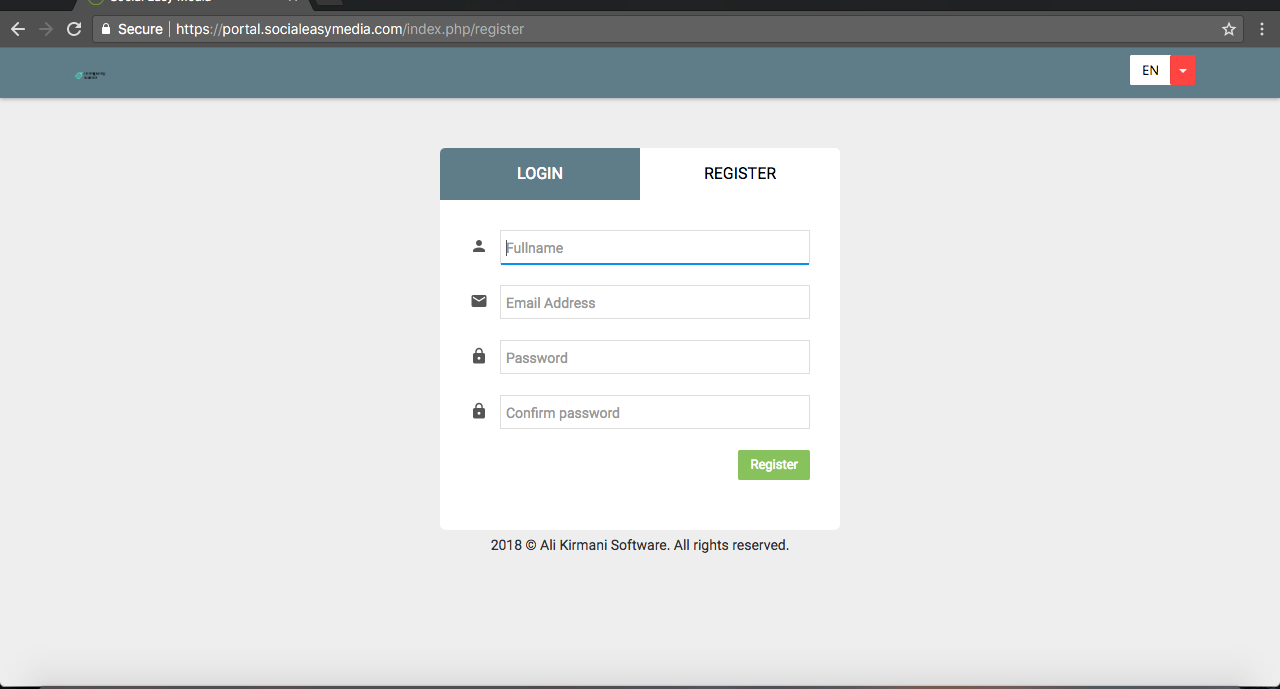 Secure | https://portal.socialeasymedia.com/index.php/register
EN
LOGIN
REGISTER
Fullname
Email Address
Password
Confirm password
Register
2018 © Ali Kirmani Software. All rights reserved.